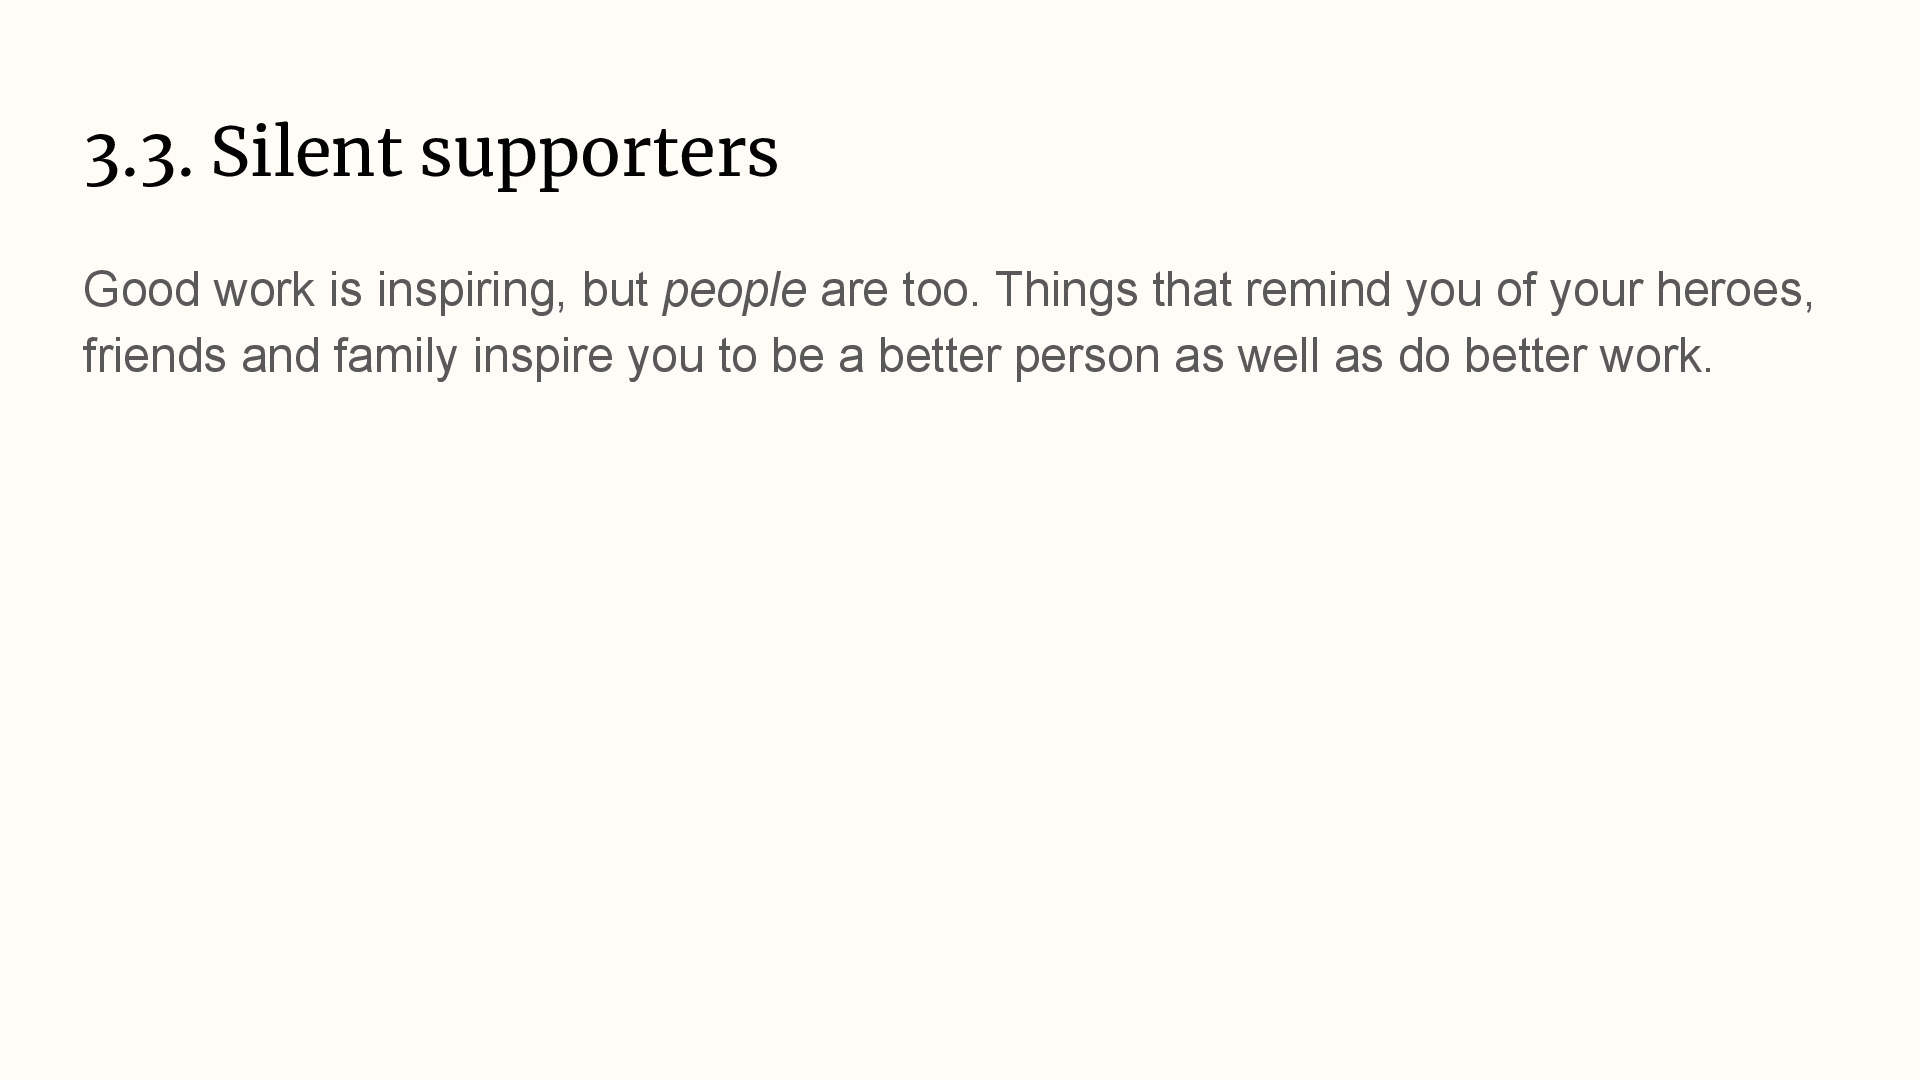 3.3. Silent supporters
Good work is inspiring, but people are too. Things that remind you of your heroes,
friends and family inspire you to be a better person as well as do better work.